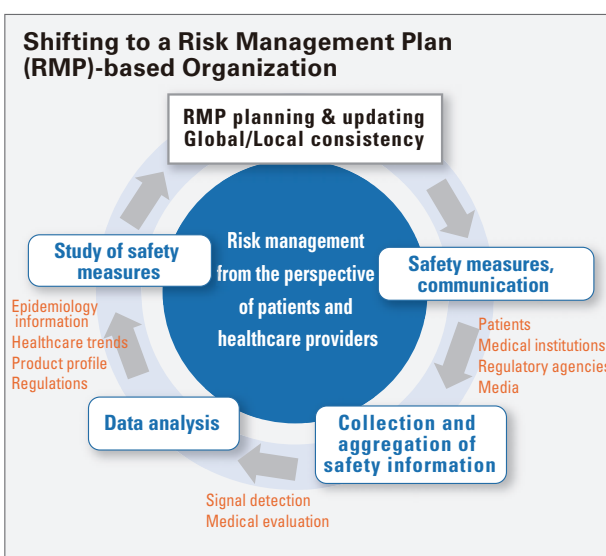 Shifting to a Risk Management Plan
(RMP)-based Organization
RMP planning & updating
Global/Local consistency
Risk management
from the perspective
of patients and
healthcare providers
Safety measures,
communication
Patients
Medical institutions
Regulatory agencies
Media
Collection and
aggregation of
safety information
Signal detection
Medical evaluation
Data analysis
Epidemiology
information
Healthcare trends
Product profile
Regulations
Study of safety
measures